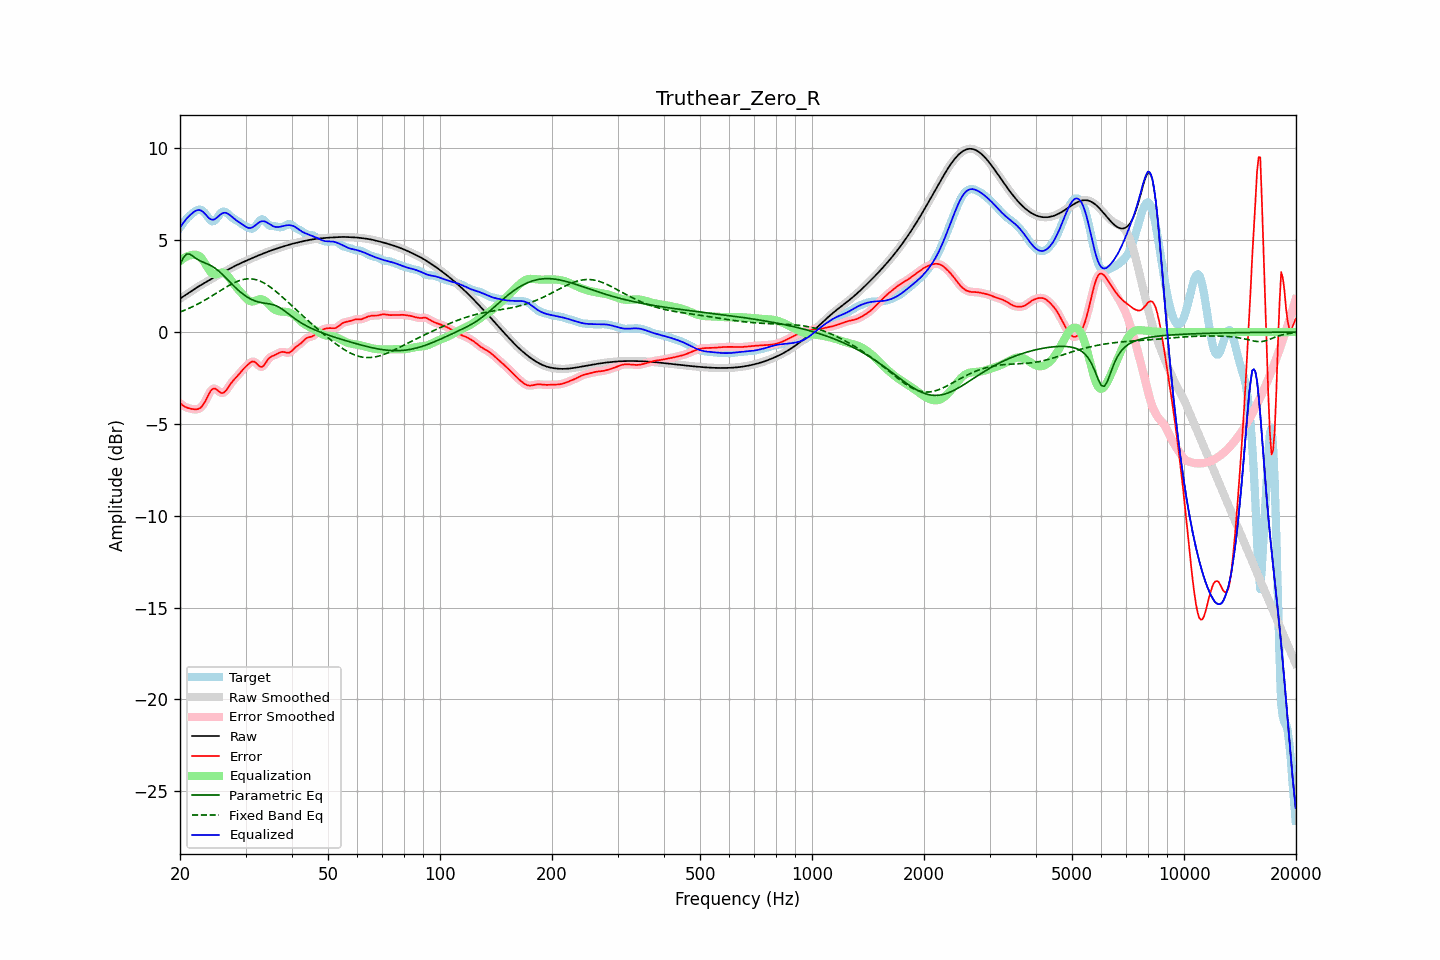 Truthear_Zero_R
Amplitude (dBr)
10
5
0
−5
−10
−15
−20
−25
Target
Raw Smoothed
Error Smoothed
Raw
Error
Equalization
Parametric Eq
Fixed Band Eq
Equalized
20 50 100 200 500 1000 2000 5000 10000 20000
Frequency (Hz)